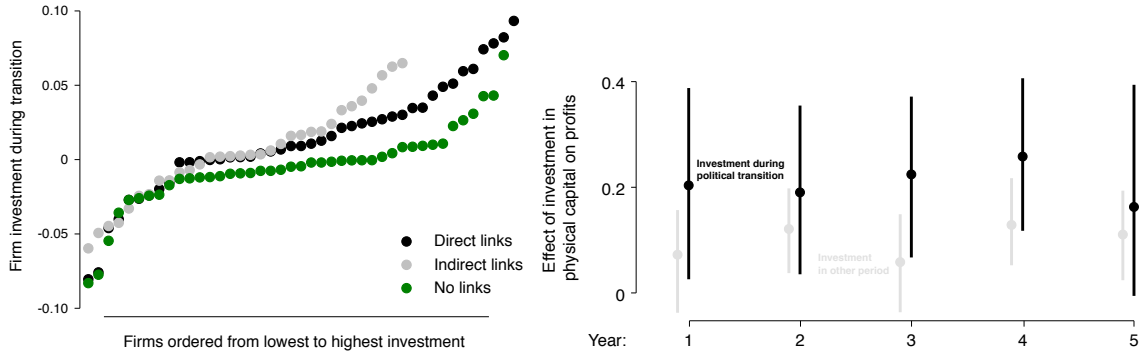 Firm investment during transition
0.10
0.05
0
-0.05
-0.10
Direct links
Indirect links
No links
Firms ordered from lowest to highest investment
Effect of investment in
physical capital on profits
0.4
0.2
0
Investment during
political transition
Investment
in other period
Year: 1 2 3 4 5